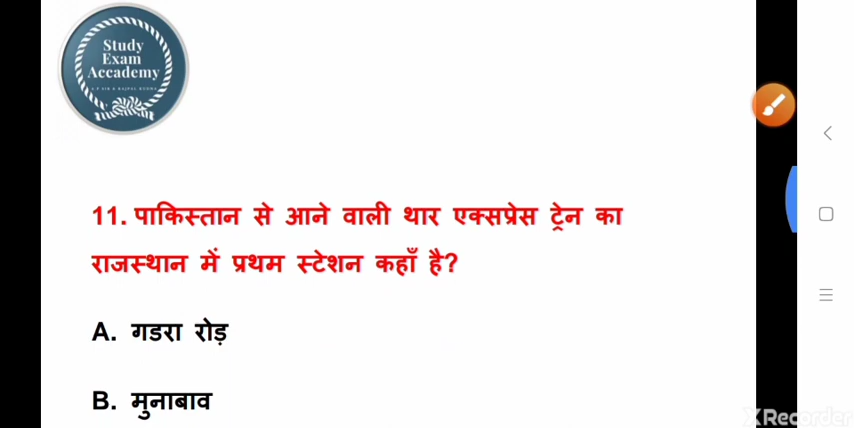 Study
Exam
Accademy
11. पाकिस्तान से आने वाली थार एक्सप्रेस ट्रेन का
राजस्थान में प्रथम स्टेशन कहाँ है?
A. गडरा रोड़
B. मुनाबाव
XRecorder